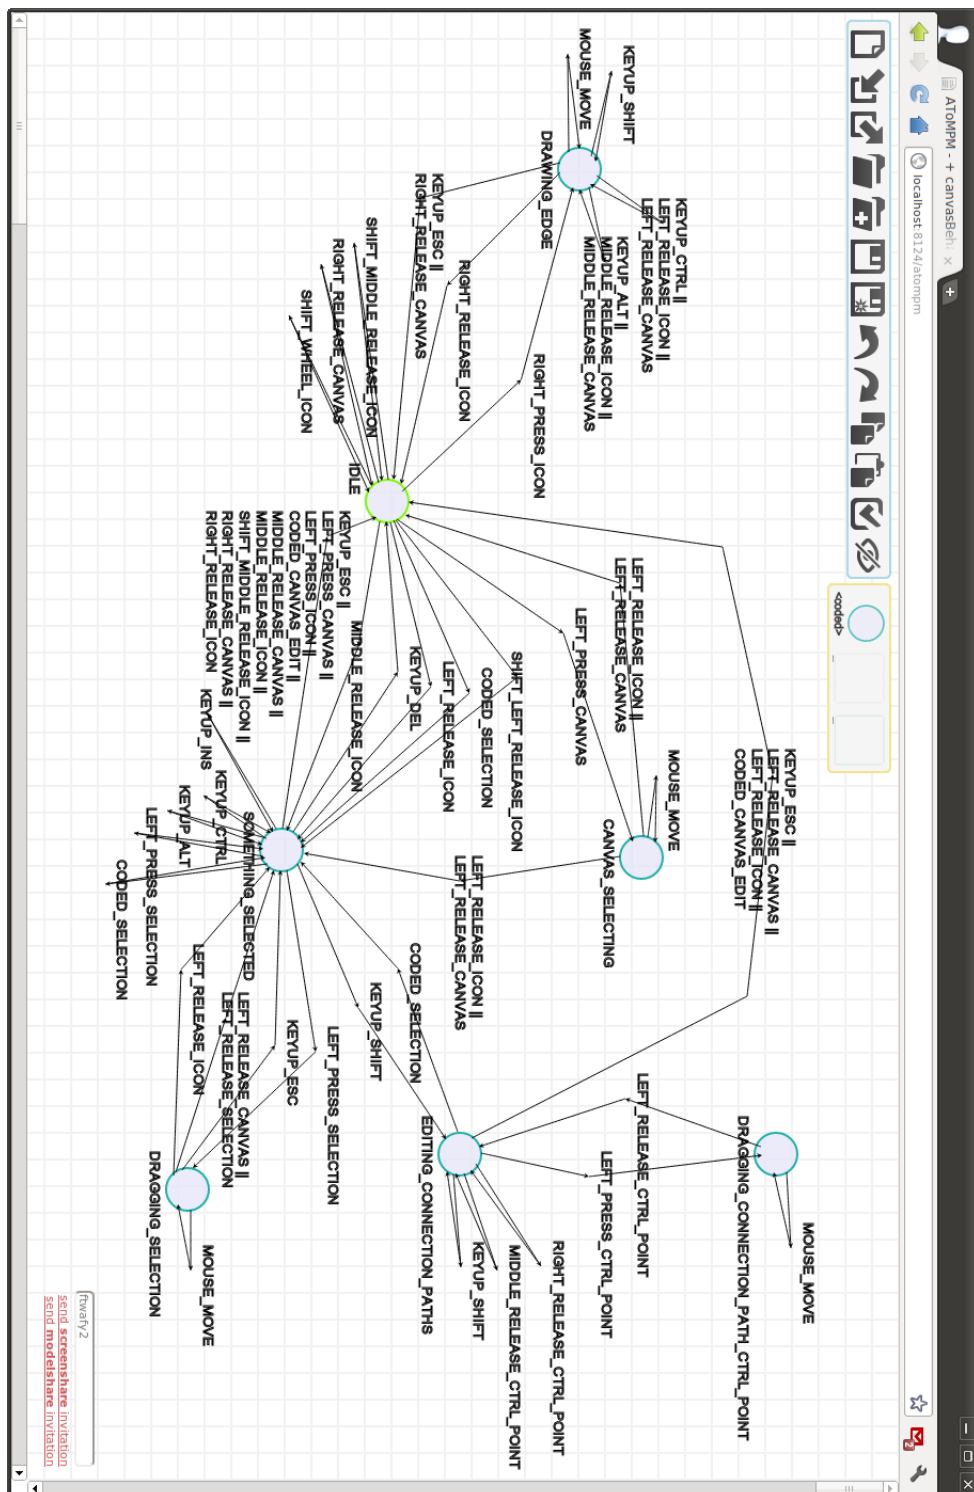 AToMPM - + canvasBeh
localhost:8124/atompm
<coded>
KEYUP_SHIFT
MOUSE_MOVE
DRAWING_EDGE
KEYUP_CTRL ||
LEFT_RELEASE_ICON ||
LEFT_RELEASE_CANVAS
KEYUP_ALT ||
MIDDLE_RELEASE_ICON ||
MIDDLE_RELEASE_CANVAS
KEYUP_ESC ||
RIGHT_RELEASE_CANVAS
RIGHT_RELEASE_ICON
RIGHT_PRESS_ICON
SHIFT_MIDDLE_RELEASE_ICON
RIGHT_RELEASE_CANVAS
SHIFT_WHEEL_ICON
IDLE
KEYUP_ESC ||
LEFT_RELEASE_CANVAS ||
LEFT_RELEASE_ICON ||
CODED_CANVAS_EDIT
LEFT_RELEASE_ICON ||
LEFT_RELEASE_CANVAS
LEFT_PRESS_CANVAS
MOUSE_MOVE
CANVAS_SELECTING
SHIFT_LEFT_RELEASE_ICON
CODED_SELECTION
LEFT_RELEASE_ICON
KEYUP_DEL
MIDDLE_RELEASE_ICON
KEYUP_ESC ||
LEFT_PRESS_CANVAS ||
LEFT_PRESS_ICON ||
CODED_CANVAS_EDIT ||
MIDDLE_RELEASE_CANVAS ||
MIDDLE_RELEASE_ICON ||
SHIFT_MIDDLE_RELEASE_ICON ||
RIGHT_RELEASE_CANVAS ||
RIGHT_RELEASE_ICON
LEFT_RELEASE_ICON ||
LEFT_RELEASE_CANVAS
SOMETHING_SELECTED
KEYUP_INS
KEYUP_CTRL
KEYUP_ALT
LEFT_PRESS_SELECTION
CODED_SELECTION
CODED_SELECTION
KEYUP_SHIFT
LEFT_PRESS_SELECTION
KEYUP_ESC
LEFT_RELEASE_CANVAS ||
LEFT_RELEASE_SELECTION
LEFT_RELEASE_ICON
DRAGGING_SELECTION
MOUSE_MOVE
MOUSE_MOVE
DRAGGING_CONNECTION_PATH_CTRL_POINT
LEFT_RELEASE_CTRL_POINT
LEFT_PRESS_CTRL_POINT
EDITING_CONNECTION_PATHS
RIGHT_RELEASE_CTRL_POINT
MIDDLE_RELEASE_CTRL_POINT
KEYUP_SHIFT
ftwafy2
send screenshare invitation
send modelshare invitation
2